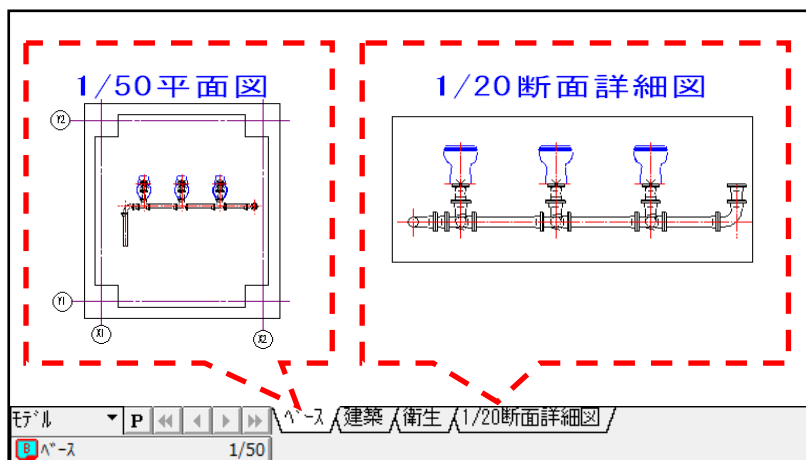 1/50平面図
1/20断面詳細図
Y2
Y1
X1
X2
ﾓﾃﾞﾙ P ﾍﾞｰｽ 建築 衛生 1/20断面詳細図
B ﾍﾞｰｽ 1/50